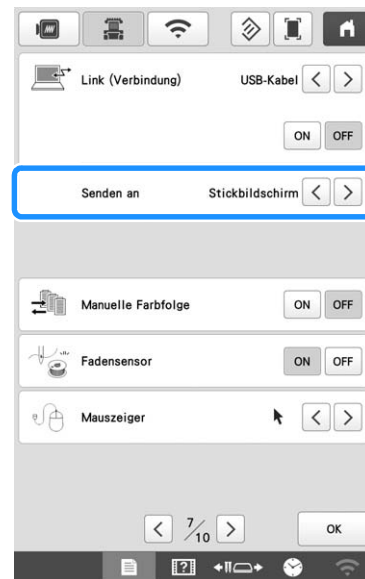 Link (Verbindung) USB-Kabel
ON OFF
Senden an Stickbildschirm
Manuelle Farbfolge ON OFF
Fadensensor ON OFF
Mauszeiger
7/10 OK